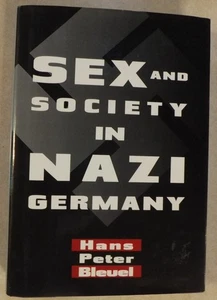 SEX AND
SOCIETY
IN
NAZI
GERMANY
Hans
Peter
Bleuel